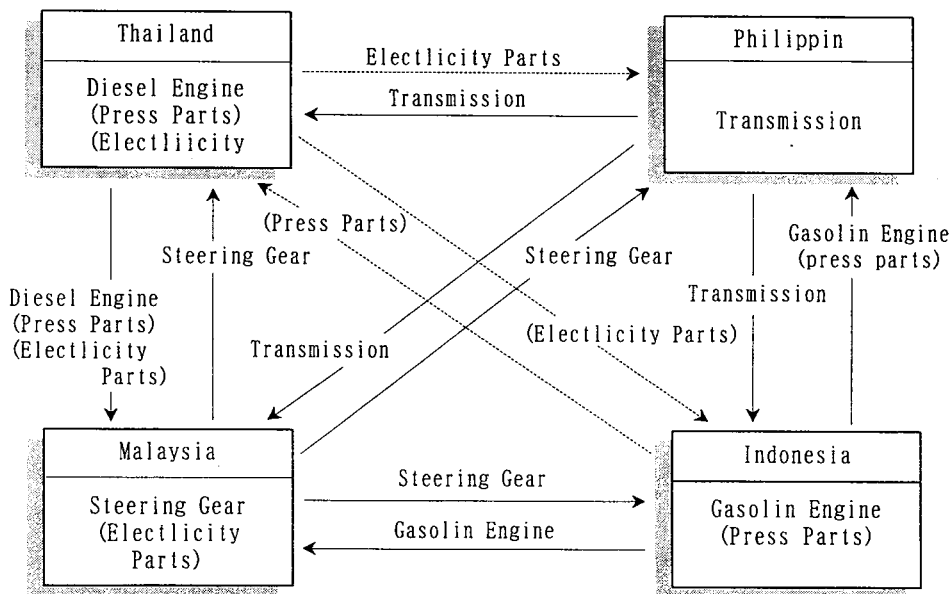 Thailand
Diesel Engine
(Press Parts)
(Electliicity
Philippin
Transmission
Electlicity Parts
Transmission
(Press Parts)
Steering Gear
Steering Gear
Gasolin Engine
(press parts)
Transmission
Diesel Engine
(Press Parts)
(Electlicity
Parts)
Transmission
(Electlicity Parts)
Malaysia
Steering Gear
(Electlicity
Parts)
Steering Gear
Gasolin Engine
Indonesia
Gasolin Engine
(Press Parts)